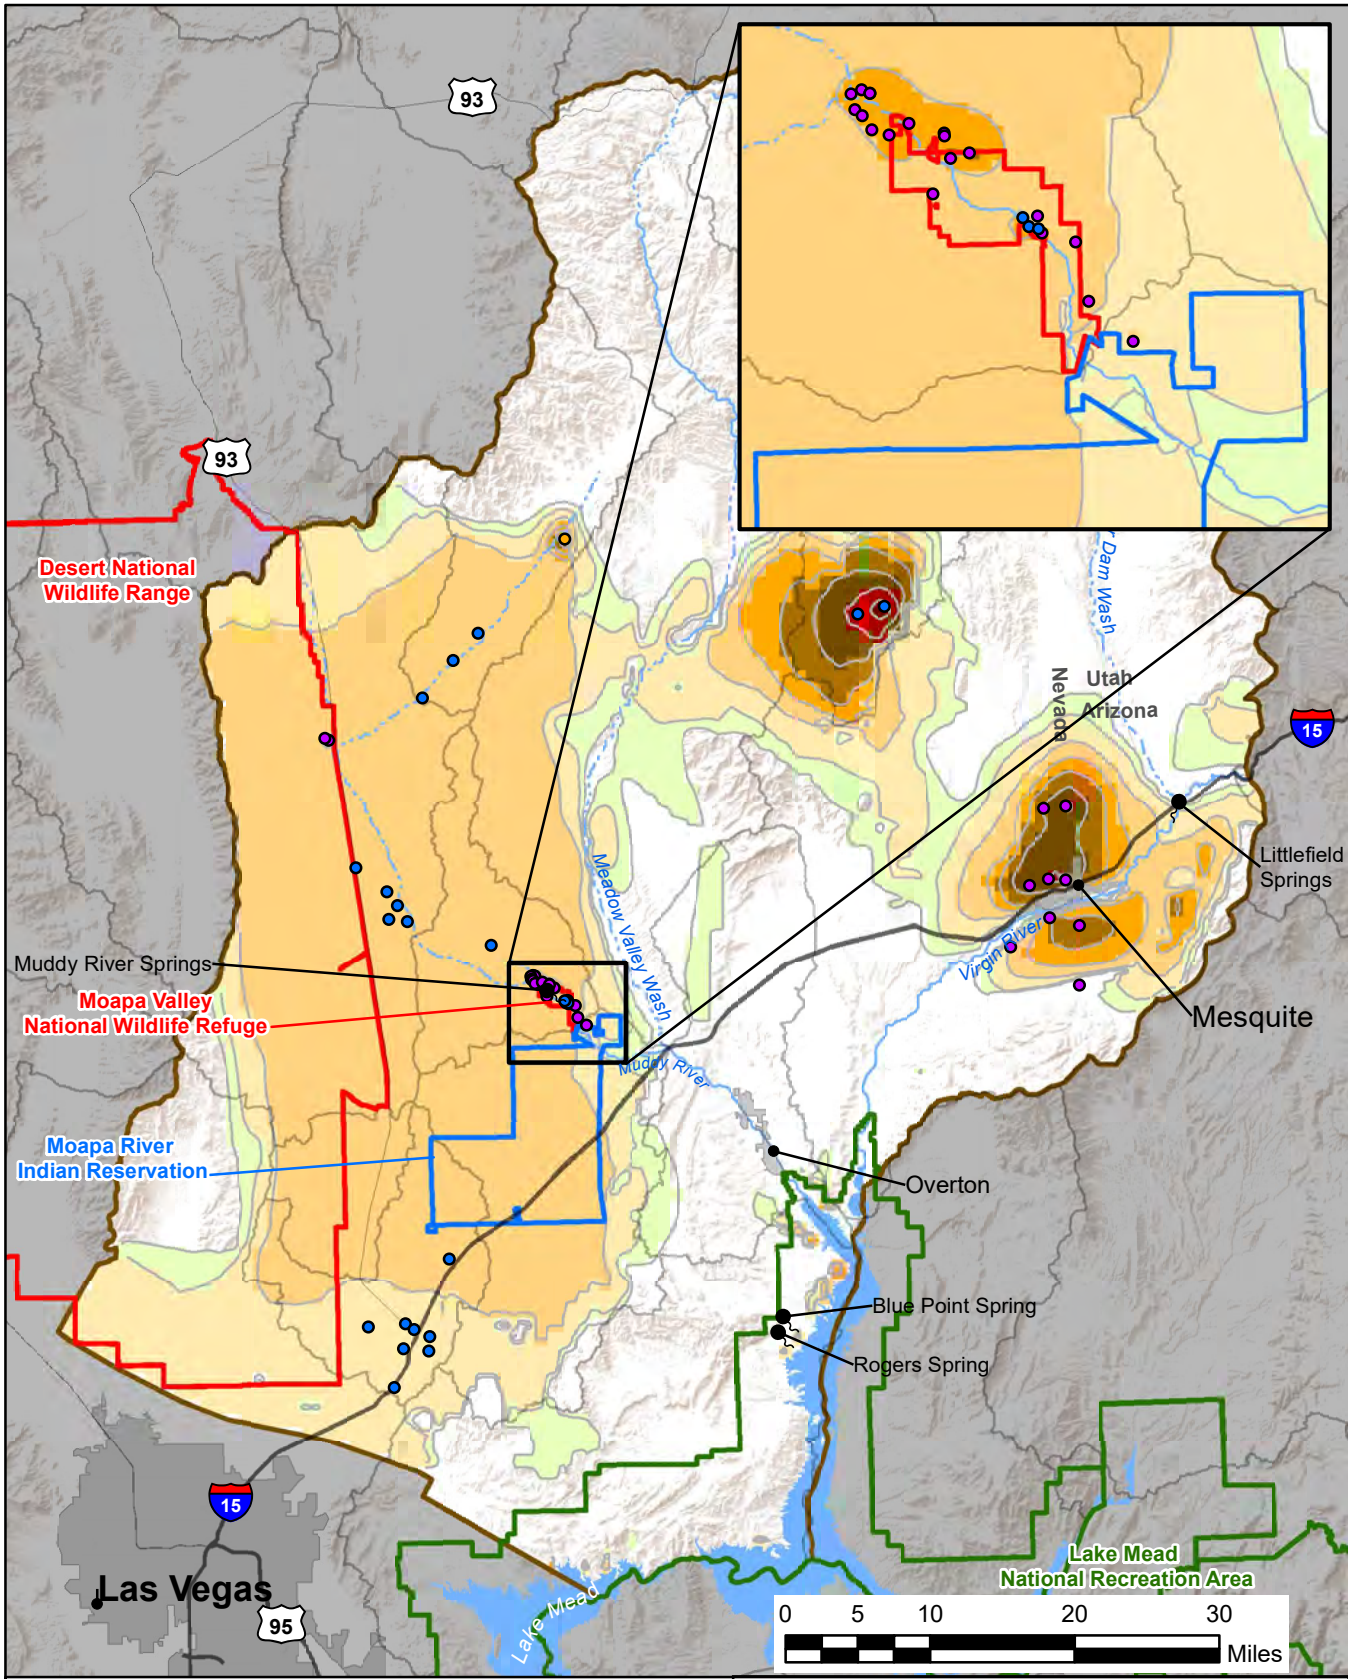 93
93
Desert National
Wildlife Range
r Dam Wash
Utah
Nevada
Arizona
15
Littlefield
Springs
Meadow Valley Wash
Virgin River
Muddy River Springs
Moapa Valley
National Wildlife Refuge
Mesquite
Muddy River
Moapa River
Indian Reservation
Overton
Blue Point Spring
Rogers Spring
15
Lake Mead
National Recreation Area
Las Vegas
95
Lake Mead
0 5 10 20 30
Miles